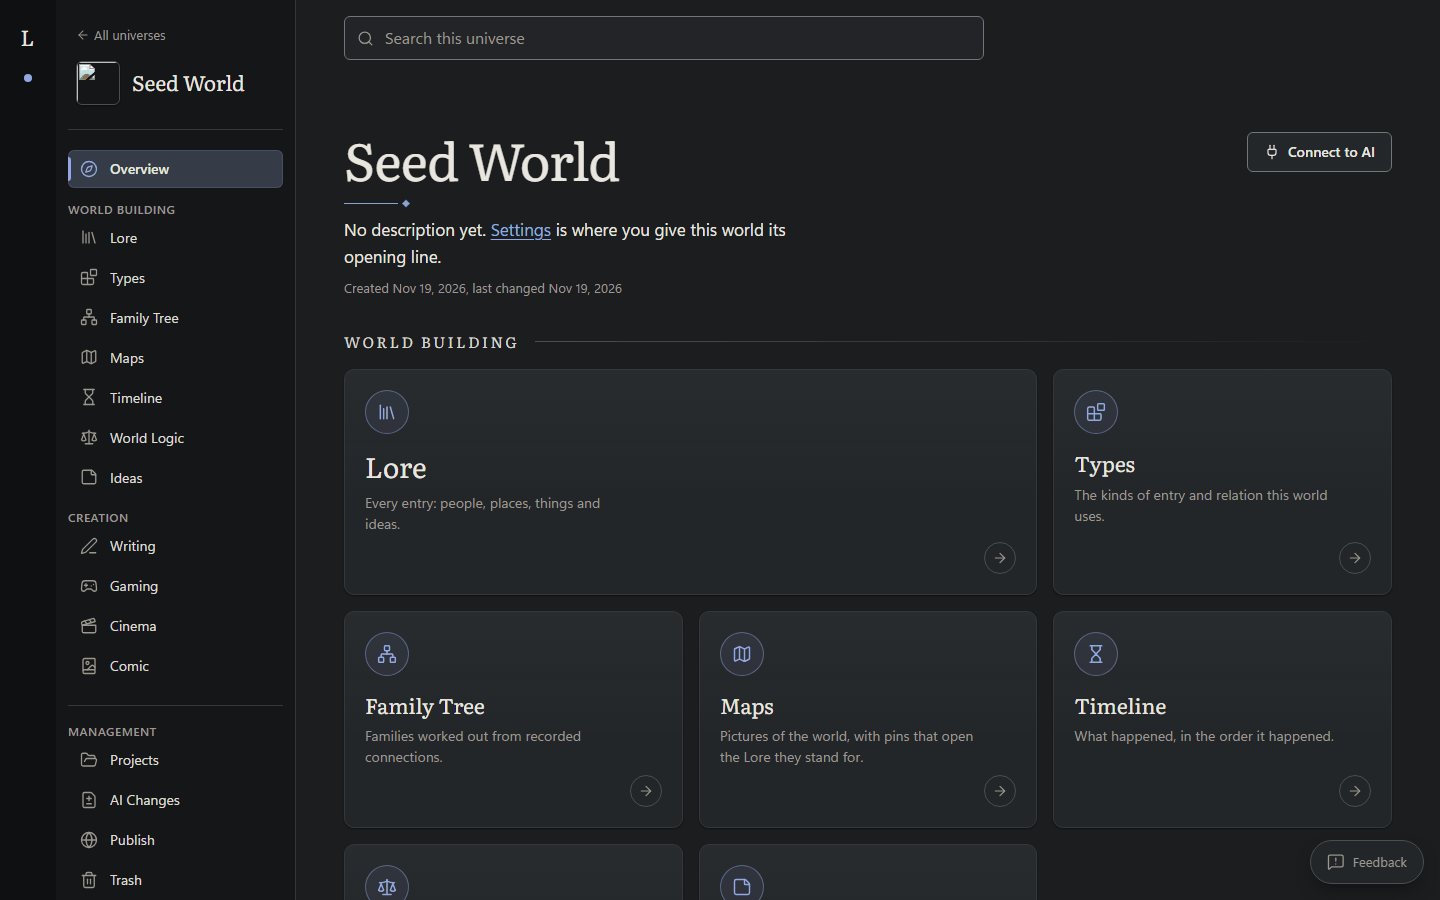 L
All universes
Seed World
Overview
WORLD BUILDING
Lore
Types
Family Tree
Maps
Timeline
World Logic
Ideas
CREATION
Writing
Gaming
Cinema
Comic
MANAGEMENT
Projects
AI Changes
Publish
Trash
Search this universe
Seed World
Connect to AI
No description yet. Settings is where you give this world its
opening line.
Created Nov 19, 2026, last changed Nov 19, 2026
WORLD BUILDING
Lore
Every entry: people, places, things and
ideas.
Types
The kinds of entry and relation this world
uses.
Family Tree
Families worked out from recorded
connections.
Maps
Pictures of the world, with pins that open
the Lore they stand for.
Timeline
What happened, in the order it happened.
Feedback